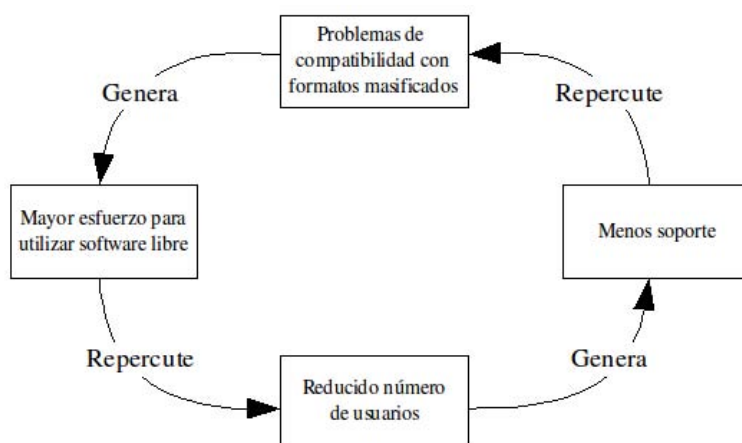 Problemas de
compatibilidad con
formatos masificados
Genera
Repercute
Mayor esfuerzo para
utilizar software libre
Menos soporte
Repercute
Genera
Reducido número
de usuarios